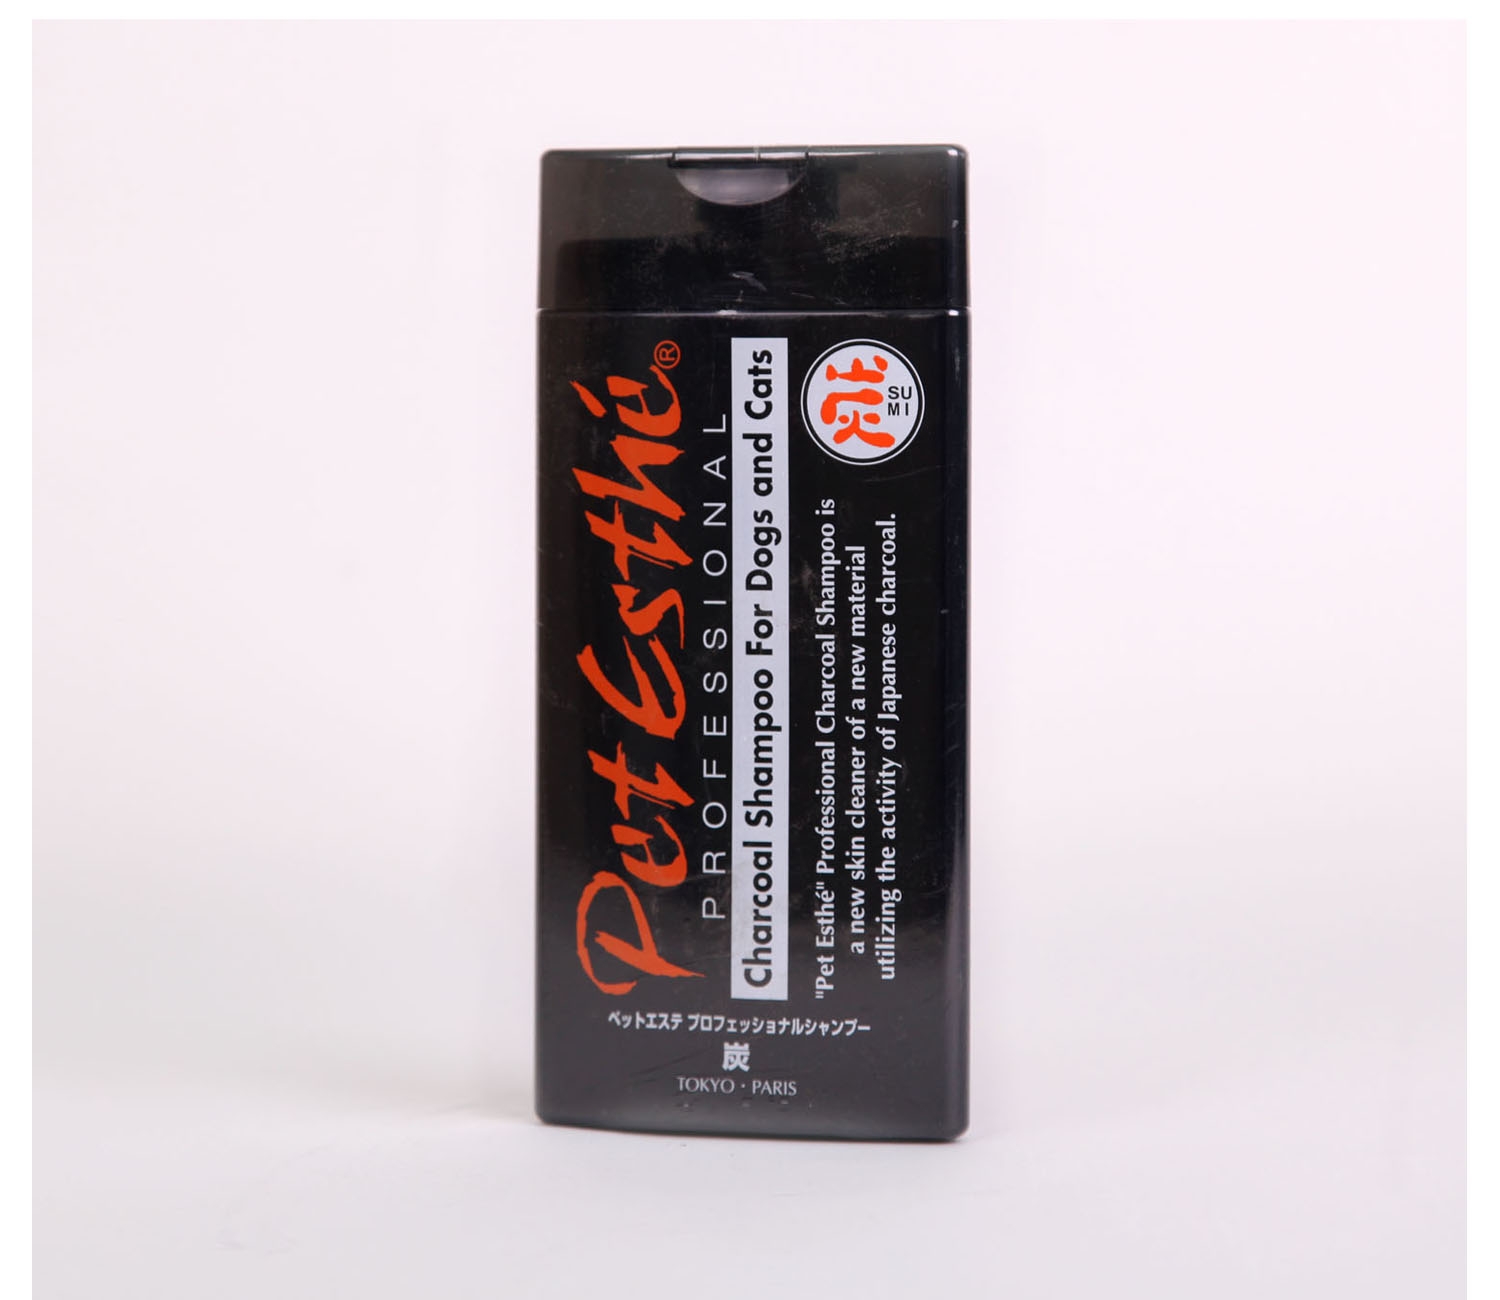 Pet Esthé®
PROFESSIONAL
Charcoal Shampoo For Dogs and Cats
炭
SU
MI
"Pet Esthé" Professional Charcoal Shampoo is
a new skin cleaner of a new material
utilizing the activity of Japanese charcoal.
ペットエステ プロフェッショナルシャンプー
炭
TOKYO・PARIS